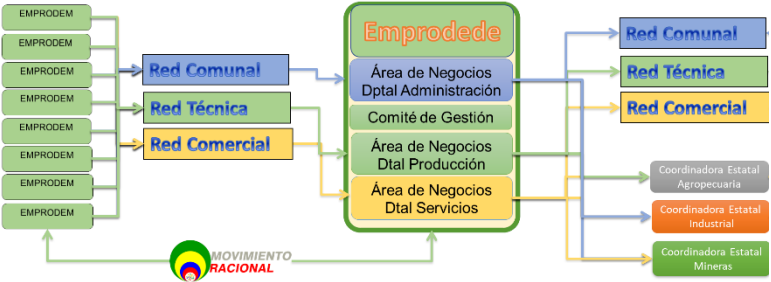 EMPRODEM
EMPRODEM
EMPRODEM
EMPRODEM
EMPRODEM
EMPRODEM
EMPRODEM
EMPRODEM
Red Comunal
Red Técnica
Red Comercial
Emprodede
Área de Negocios
Dptal Administración
Comité de Gestión
Área de Negocios
Dtal Producción
Área de Negocios
Dtal Servicios
Red Comunal
Red Técnica
Red Comercial
Coordinadora Estatal
Agropecuaria
Coordinadora Estatal
Industrial
Coordinadora Estatal
Mineras
MOVIMIENTO
RACIONAL